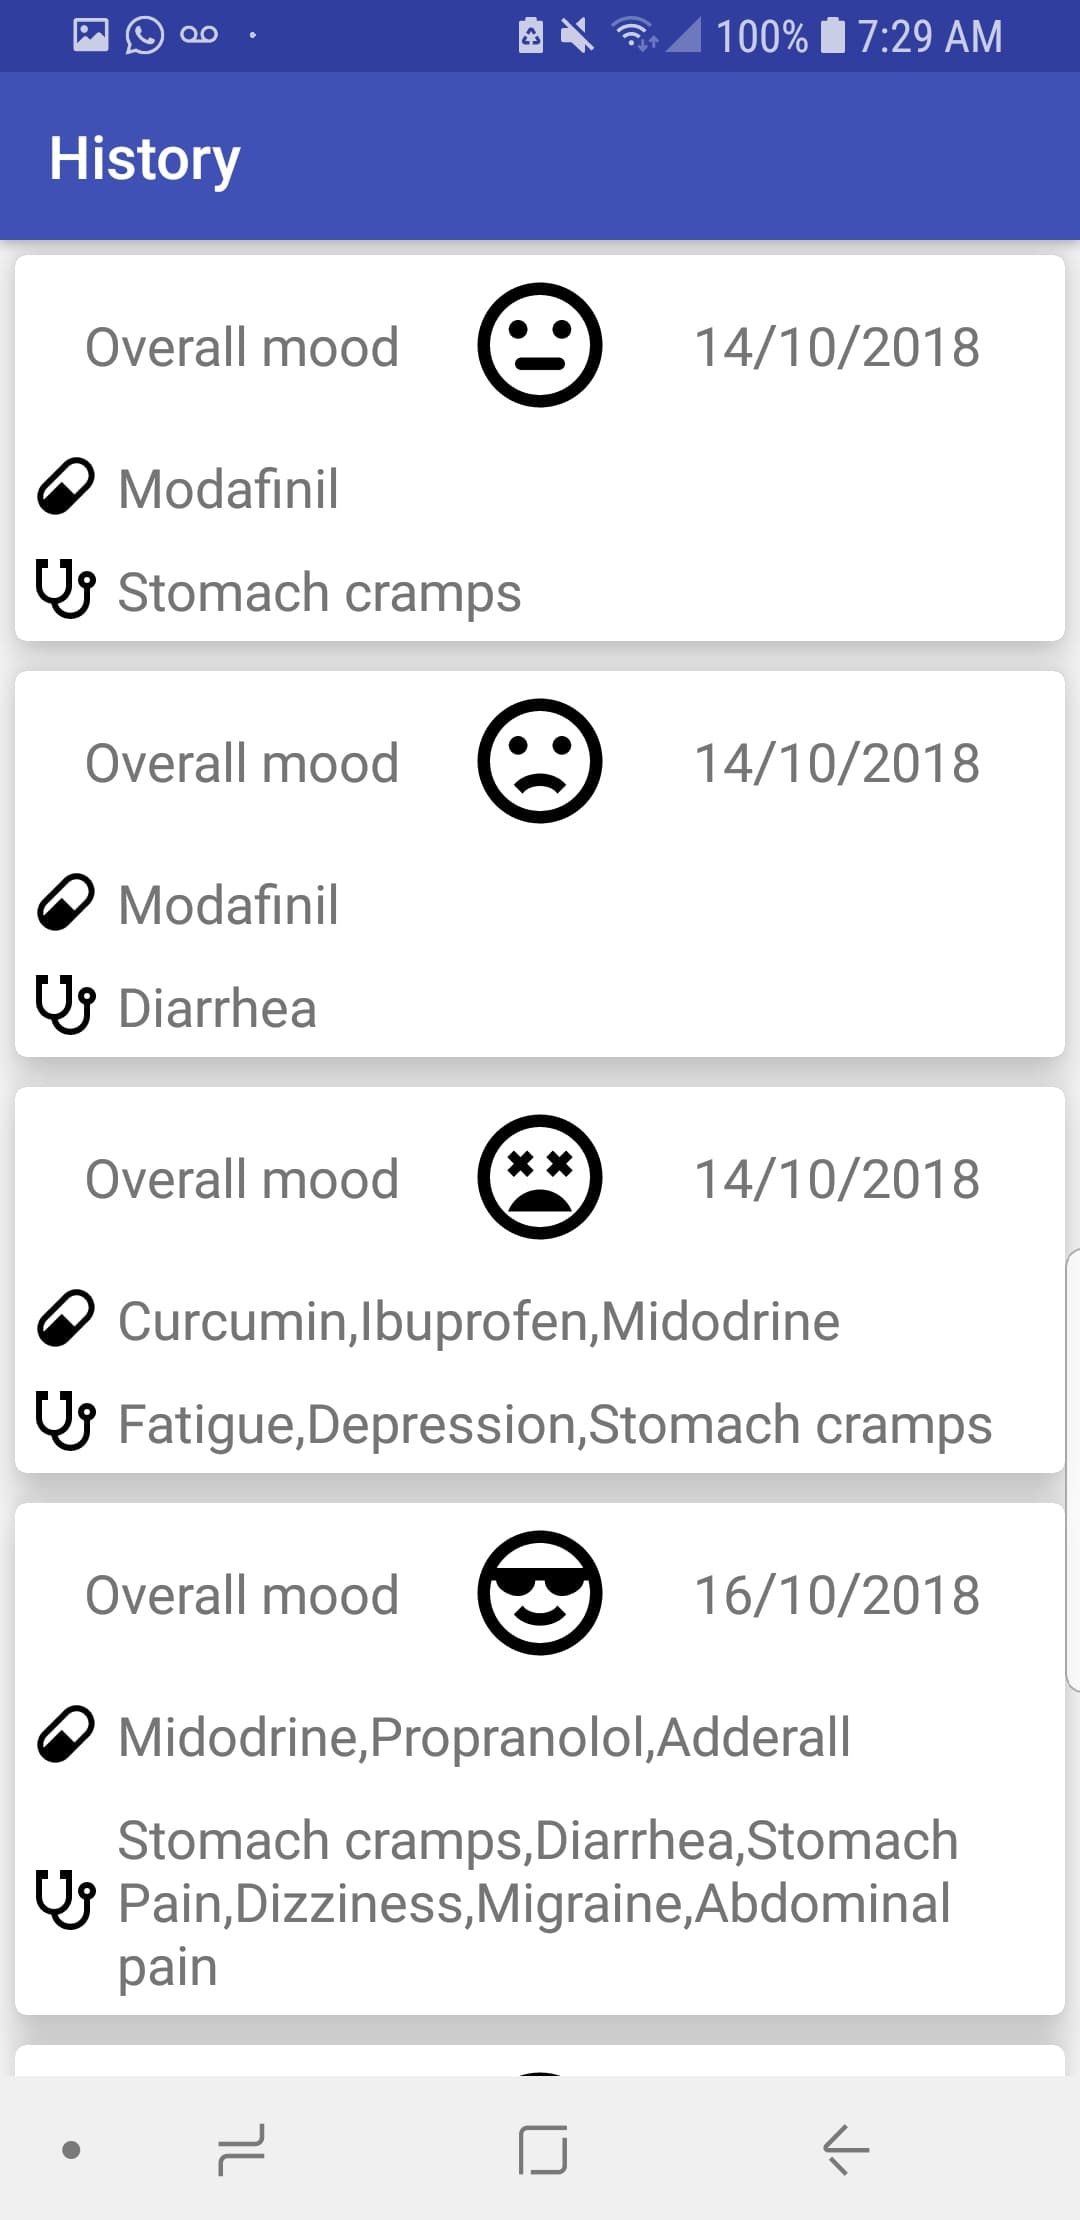 100% 7:29 AM
History
Overall mood 14/10/2018
Modafinil
Stomach cramps
Overall mood 14/10/2018
Modafinil
Diarrhea
Overall mood 14/10/2018
Curcumin,Ibuprofen,Midodrine
Fatigue,Depression,Stomach cramps
Overall mood 16/10/2018
Midodrine,Propranolol,Adderall
Stomach cramps,Diarrhea,Stomach
Pain,Dizziness,Migraine,Abdominal
pain